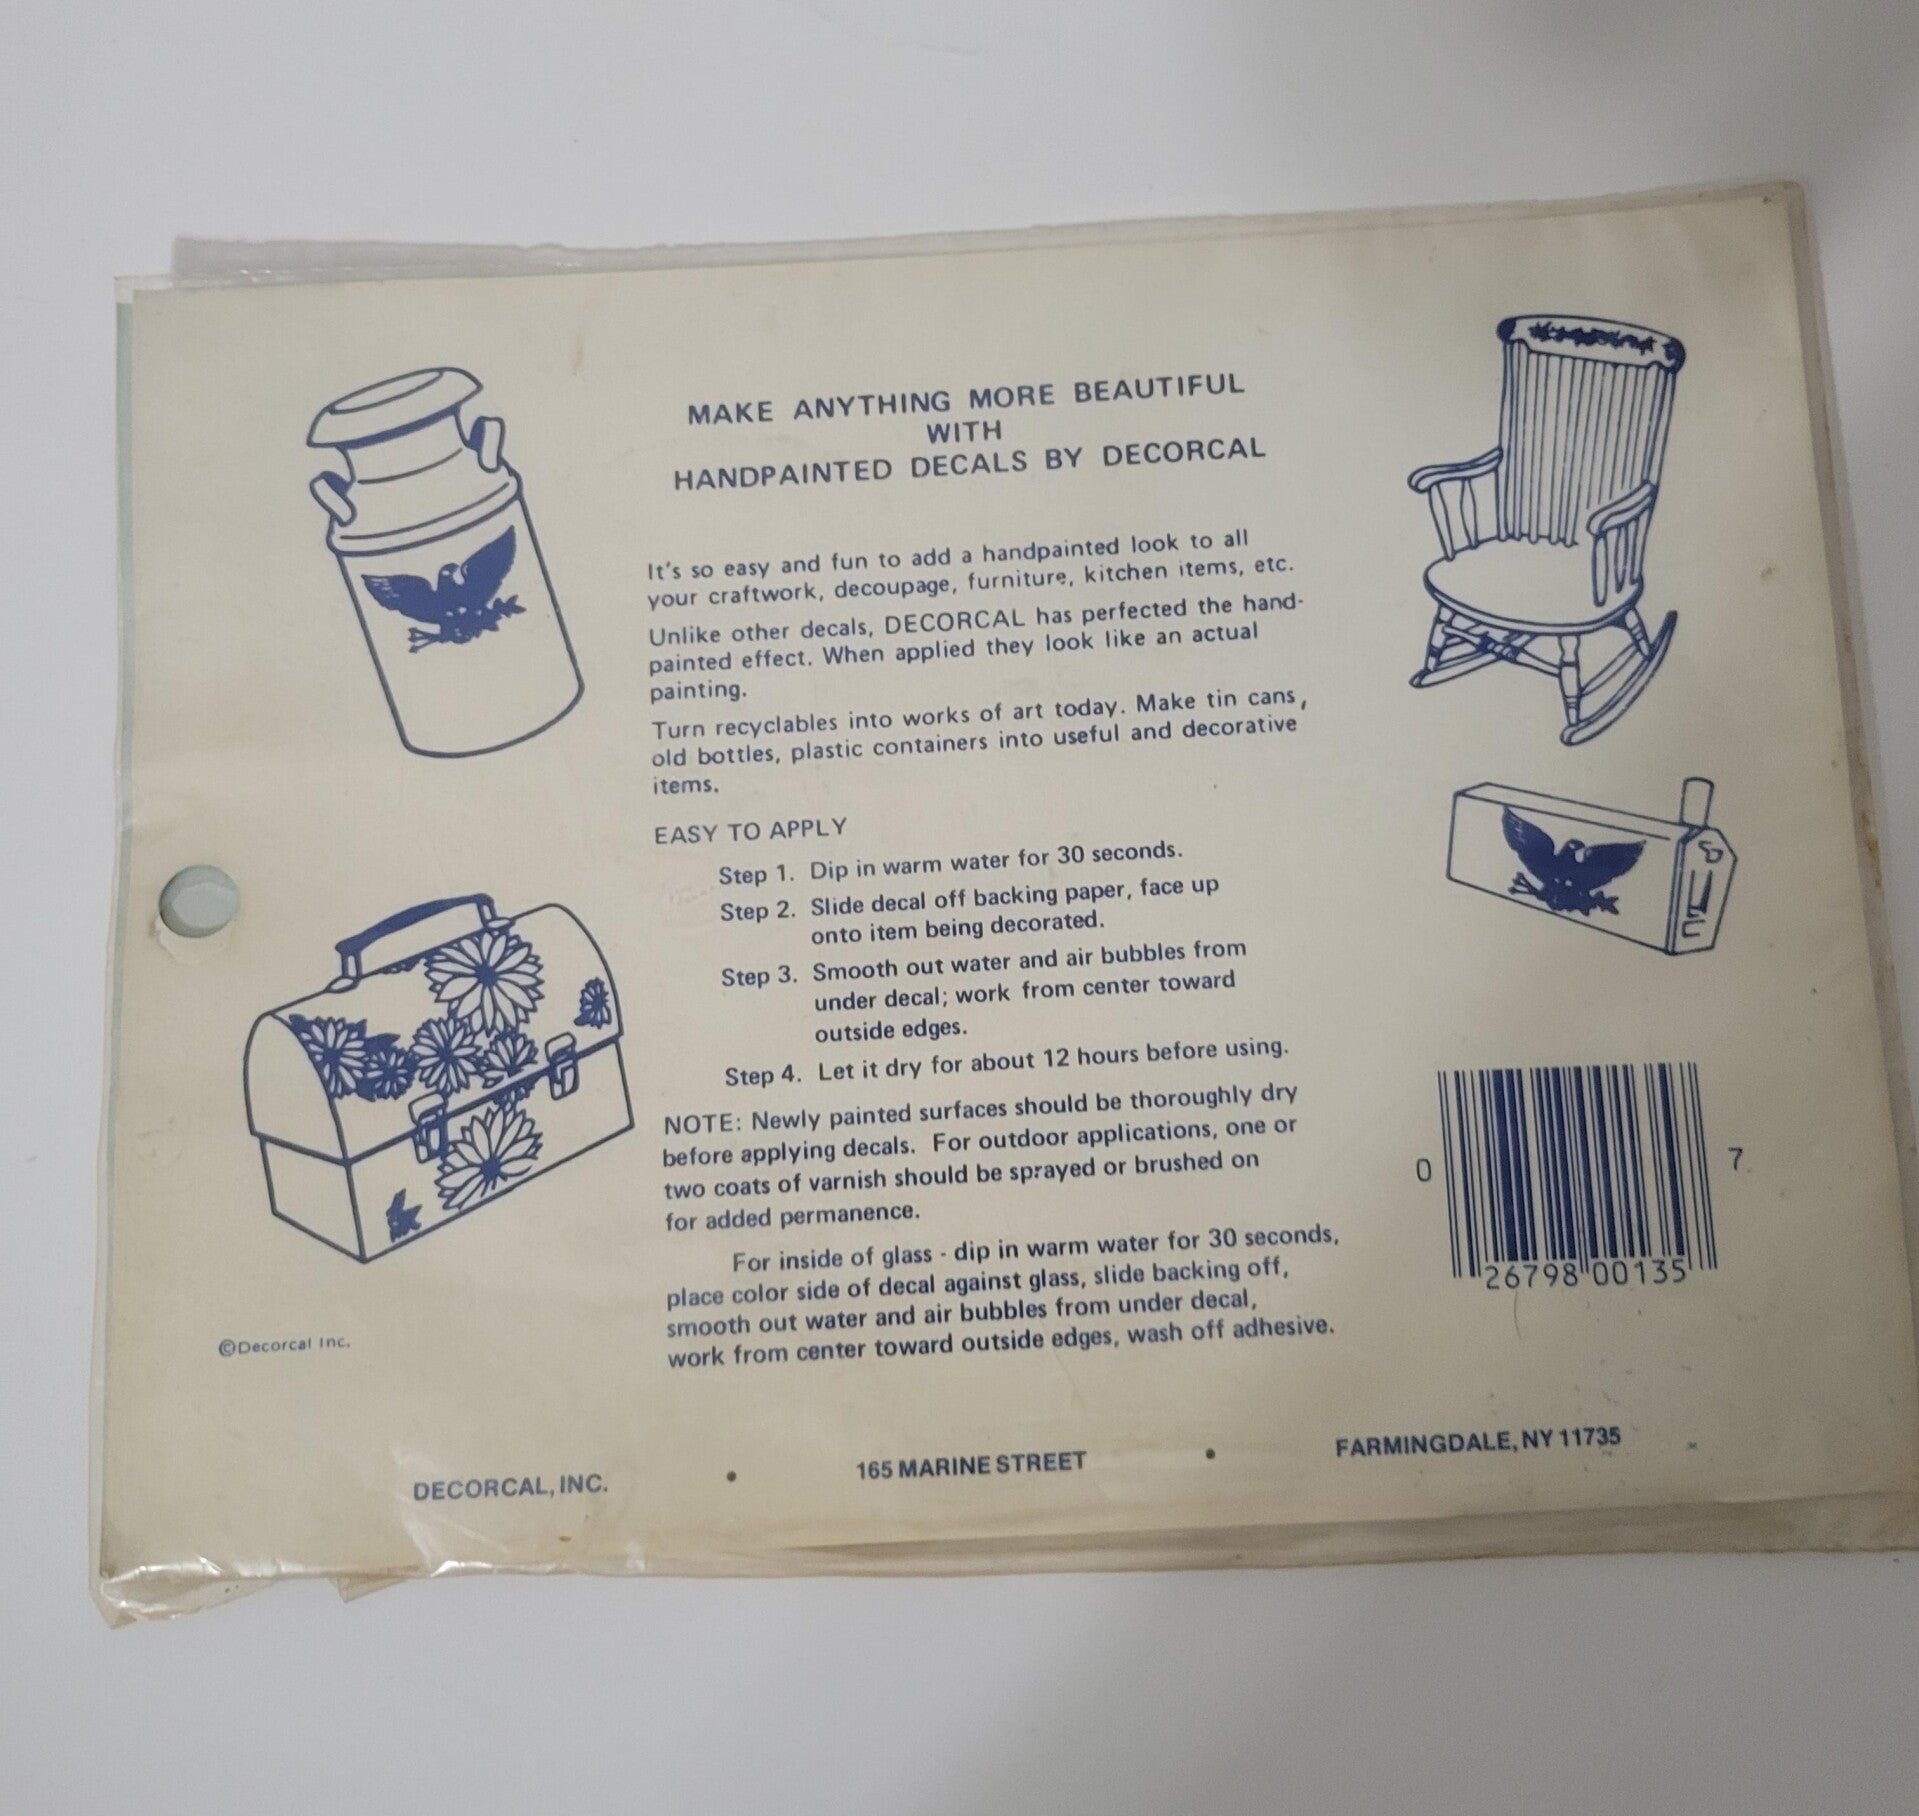 MAKE ANYTHING MORE BEAUTIFUL
WITH
HANDPAINTED DECALS BY DECORCAL
It's so easy and fun to add a handpainted look to all
your craftwork, decoupage, furniture, kitchen items, etc.
Unlike other decals, DECORCAL has perfected the hand-
painted effect. When applied they look like an actual
painting.
Turn recyclables into works of art today. Make tin cans,
old bottles, plastic containers into useful and decorative
items.
EASY TO APPLY
Step 1. Dip in warm water for 30 seconds.
Step 2. Slide decal off backing paper, face up
onto item being decorated.
Step 3. Smooth out water and air bubbles from
under decal; work from center toward
outside edges.
Step 4. Let it dry for about 12 hours before using.
NOTE: Newly painted surfaces should be thoroughly dry
before applying decals. For outdoor applications, one or
two coats of varnish should be sprayed or brushed on
for added permanence.
For inside of glass - dip in warm water for 30 seconds,
place color side of decal against glass, slide backing off,
smooth out water and air bubbles from under decal,
work from center toward outside edges, wash off adhesive.
0 26798 00135 7
©Decorcal Inc.
DECORCAL, INC. • 165 MARINE STREET • FARMINGDALE, NY 11735